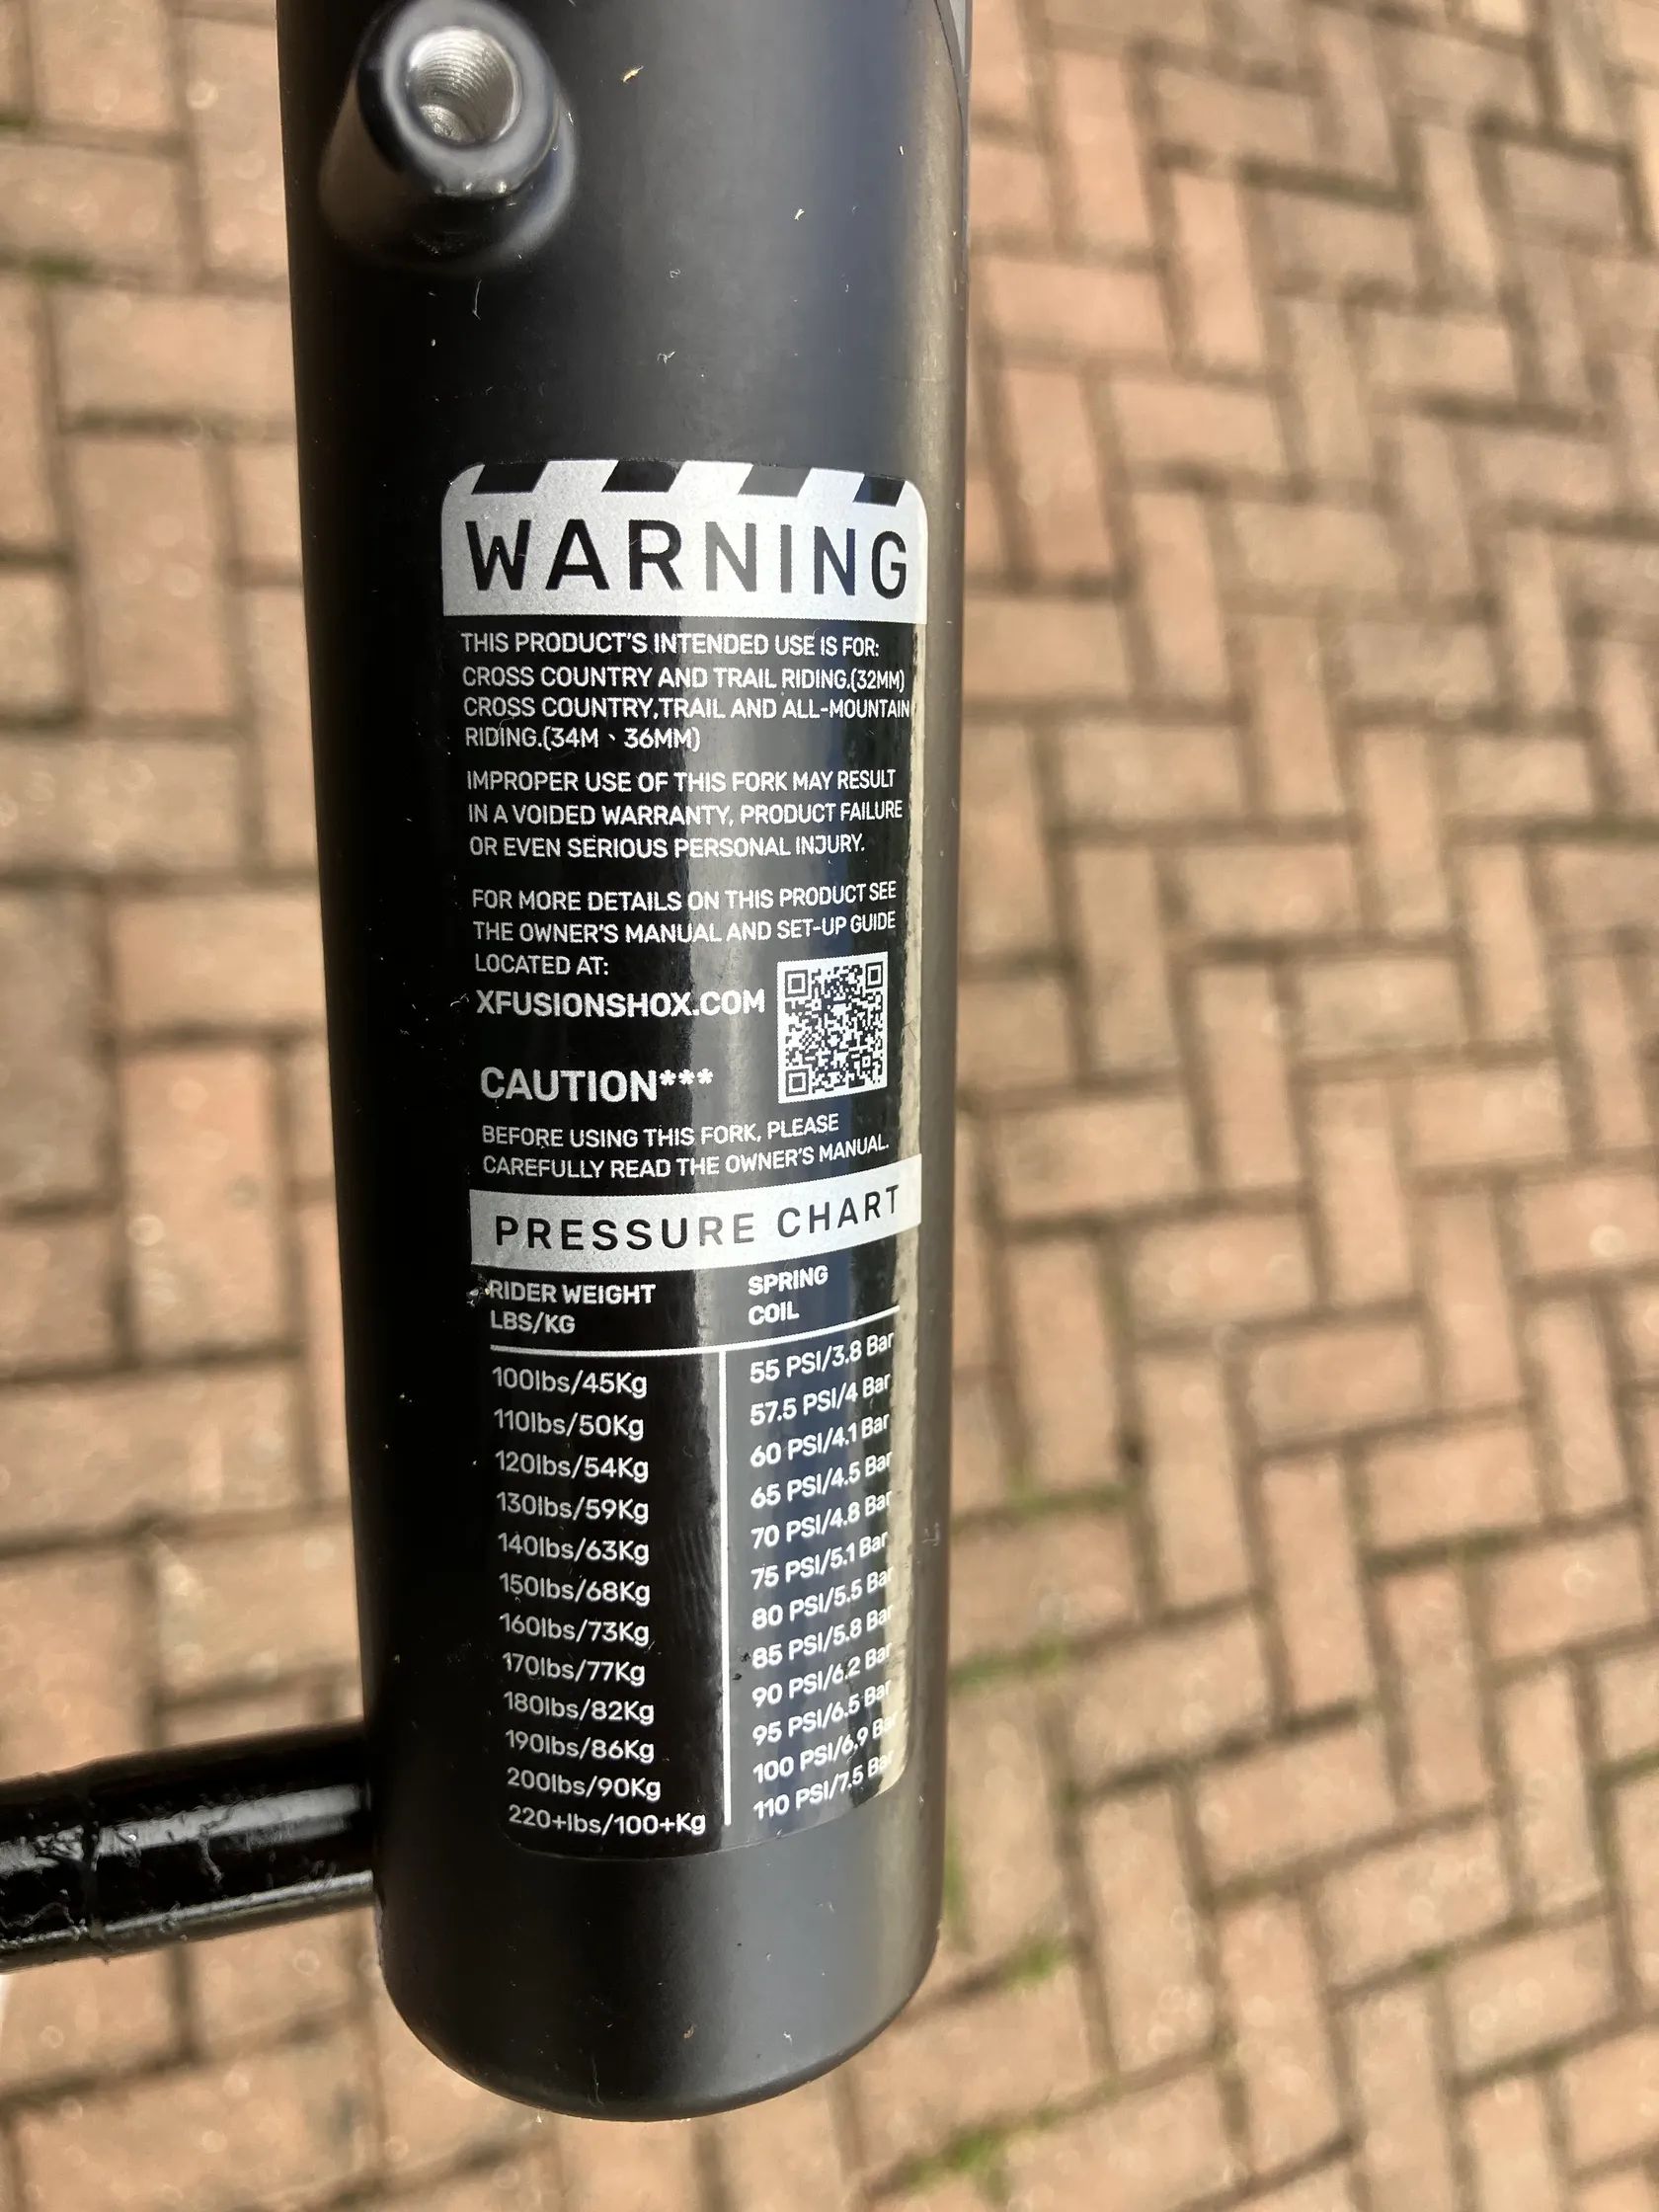 WARNING
THIS PRODUCT'S INTENDED USE IS FOR:
CROSS COUNTRY AND TRAIL RIDING.(32MM)
CROSS COUNTRY,TRAIL AND ALL-MOUNTAIN
RIDING.(34M、36MM)
IMPROPER USE OF THIS FORK MAY RESULT
IN A VOIDED WARRANTY, PRODUCT FAILURE
OR EVEN SERIOUS PERSONAL INJURY.
FOR MORE DETAILS ON THIS PRODUCT SEE
THE OWNER'S MANUAL AND SET-UP GUIDE
LOCATED AT:
XFUSIONSHOX.COM
CAUTION***
BEFORE USING THIS FORK, PLEASE
CAREFULLY READ THE OWNER'S MANUAL.
PRESSURE CHART
RIDER WEIGHT LBS/KG SPRING COIL
100lbs/45Kg 55 PSI/3.8 Bar
110lbs/50Kg 57.5 PSI/4 Bar
120lbs/54Kg 60 PSI/4.1 Bar
130lbs/59Kg 65 PSI/4.5 Bar
140lbs/63Kg 70 PSI/4.8 Bar
150lbs/68Kg 75 PSI/5.1 Bar
160lbs/73Kg 80 PSI/5.5 Bar
170lbs/77Kg 85 PSI/5.8 Bar
180lbs/82Kg 90 PSI/6.2 Bar
190lbs/86Kg 95 PSI/6.5 Bar
200lbs/90Kg 100 PSI/6.9 Bar
220+lbs/100+Kg 110 PSI/7.5 Bar